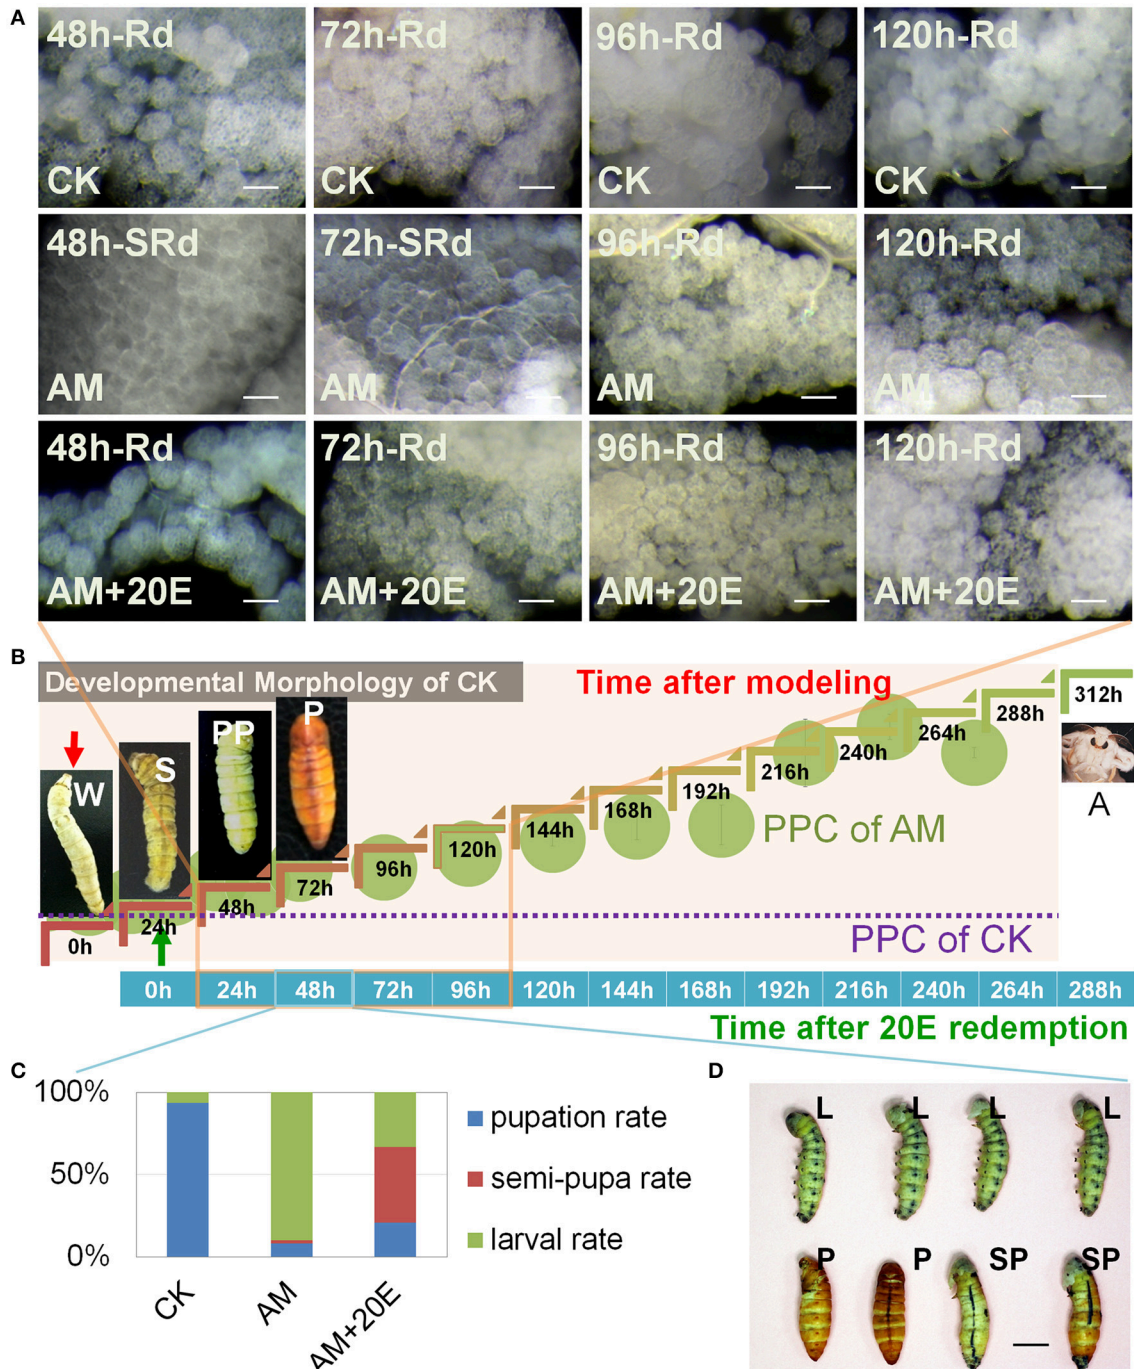 A
48h-Rd
CK
72h-Rd
CK
96h-Rd
CK
120h-Rd
CK
48h-SRd
AM
72h-SRd
AM
96h-Rd
AM
120h-Rd
AM
48h-Rd
AM+20E
72h-Rd
AM+20E
96h-Rd
AM+20E
120h-Rd
AM+20E
B
Developmental Morphology of CK
Time after modeling
W
S
PP
P
0h
24h
48h
72h
96h
120h
144h
168h
192h
216h
240h
264h
288h
312h
A
PPC of AM
PPC of CK
0h 24h 48h 72h 96h 120h 144h 168h 192h 216h 240h 264h 288h
Time after 20E redemption
C
100%
50%
0%
CK
AM
AM+20E
pupation rate
semi-pupa rate
larval rate
D
L L L L
P P SP SP